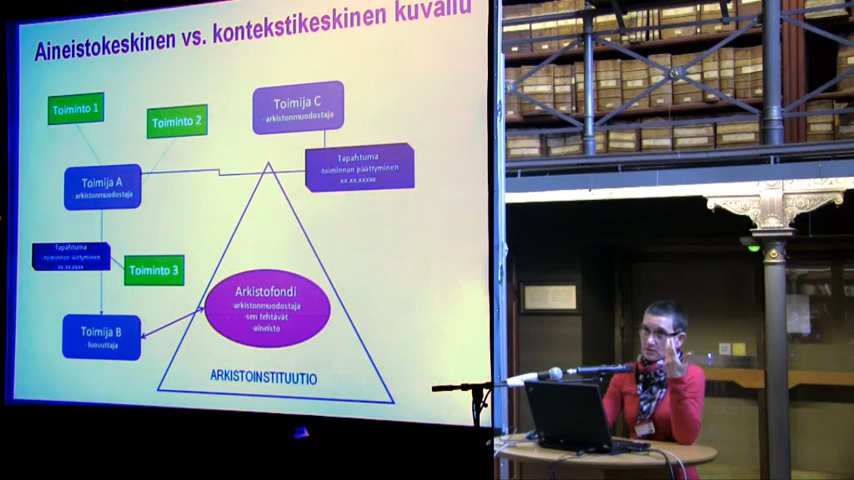 Aineistokeskinen vs. kontekstikeskinen kuvailu
Toiminto 1
Toiminto 2
Toimija C
- arkistonmuodostaja
Tapahtuma
-toiminnan päättyminen
xx.xx.xxxxx
Toimija A
- arkistonmuodostaja
Tapahtuma
-toiminnan siirtyminen
xx.xx.xxxx
Toiminto 3
Toimija B
- luovuttaja
Arkistofondi
-arkistonmuodostaja
-sen tehtävät
-aineisto
ARKISTOINSTITUUTIO